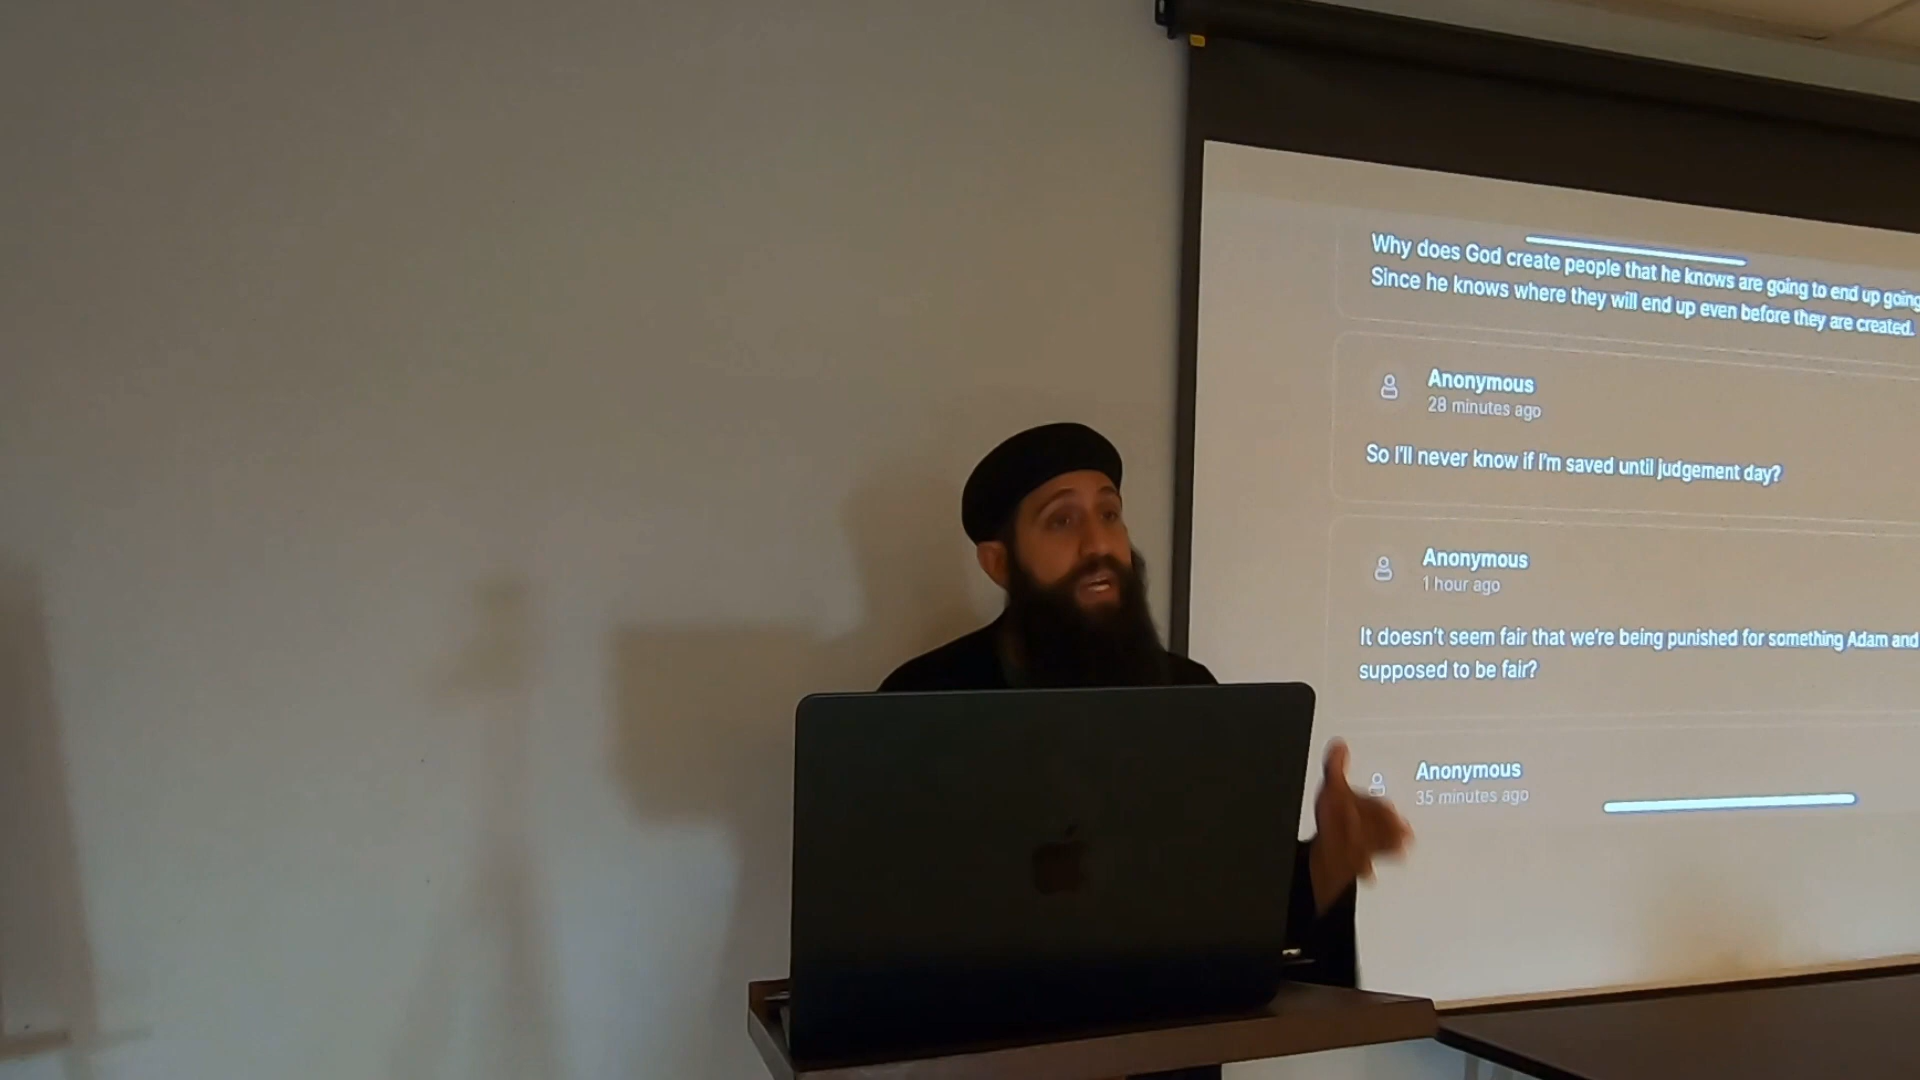 Why does God create people that he knows are going to end up going
Since he knows where they will end up even before they are created.
Anonymous
28 minutes ago
So I'll never know if I'm saved until judgement day?
Anonymous
1 hour ago
It doesn't seem fair that we're being punished for something Adam and
supposed to be fair?
Anonymous
35 minutes ago